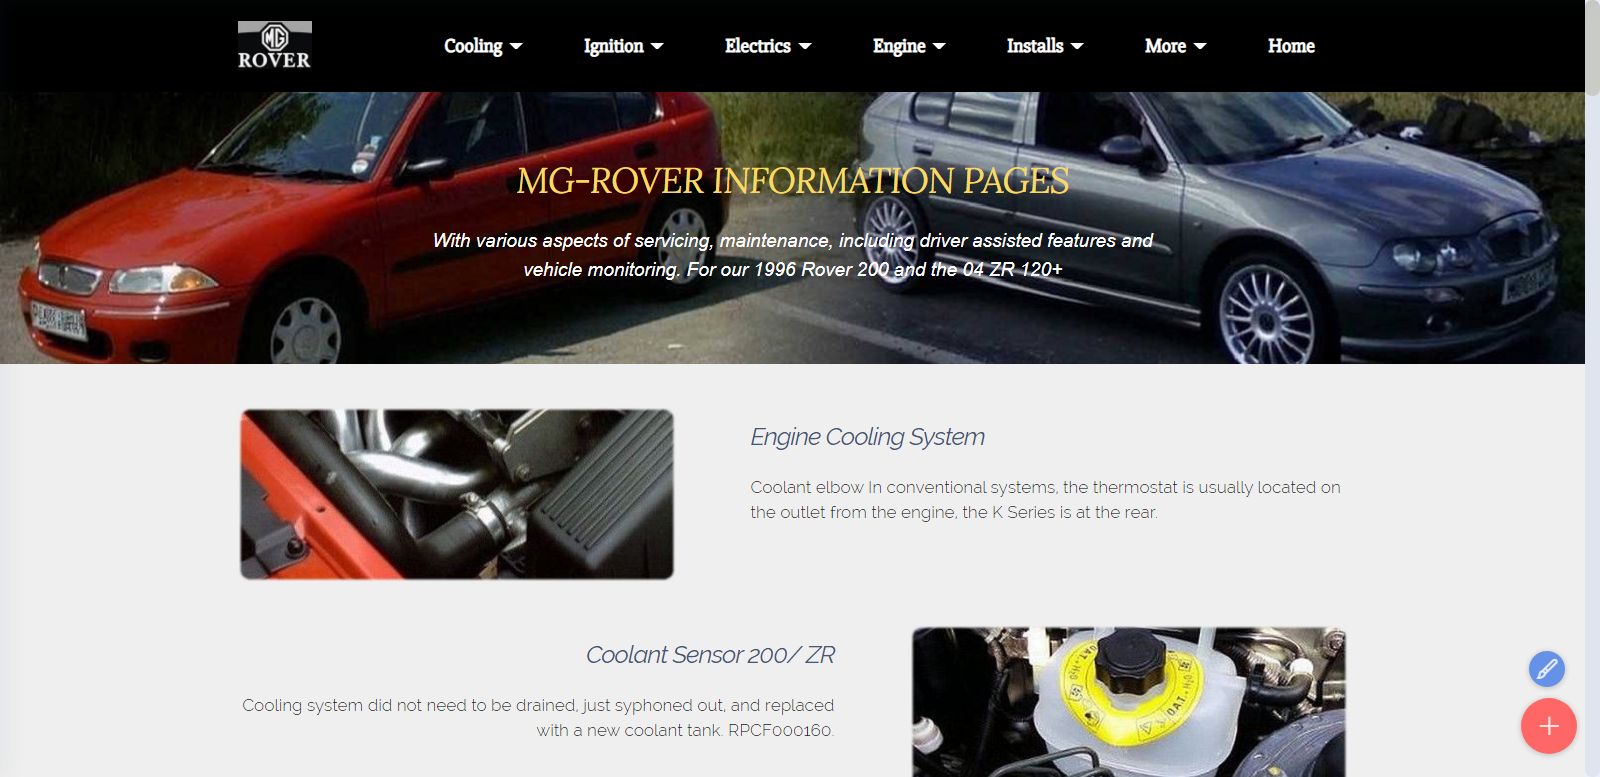 MG
ROVER
Cooling
Ignition
Electrics
Engine
Installs
More
Home
MG-ROVER INFORMATION PAGES
With various aspects of servicing, maintenance, including driver assisted features and
vehicle monitoring. For our 1996 Rover 200 and the 04 ZR 120+
Engine Cooling System
Coolant elbow In conventional systems, the thermostat is usually located on
the outlet from the engine, the K Series is at the rear.
Coolant Sensor 200/ ZR
Cooling system did not need to be drained, just syphoned out, and replaced
with a new coolant tank. RPCF000160.
O.A.T. + H₂O